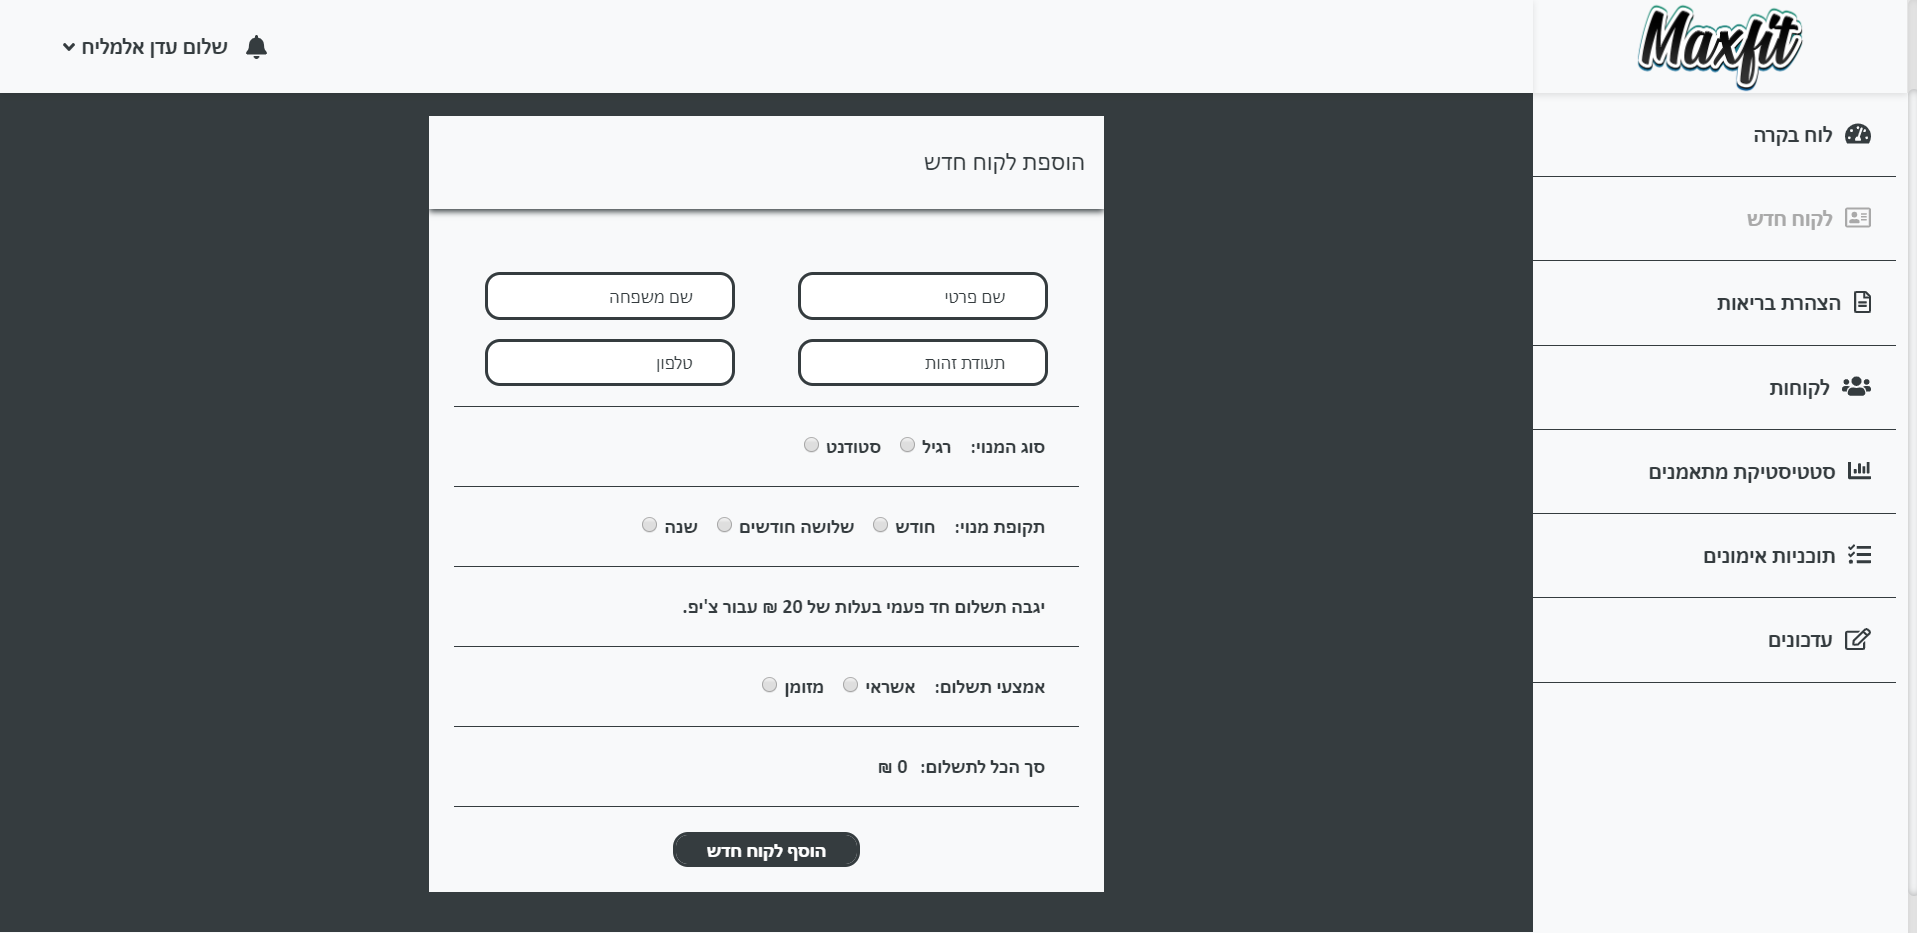 Maxfit
שלום עדן אלמליח
לוח בקרה
לקוח חדש
הצהרת בריאות
לקוחות
סטטיסטיקת מתאמנים
תוכניות אימונים
עדכונים
הוספת לקוח חדש
שם פרטי שם משפחה
תעודת זהות טלפון
סוג המנוי: רגיל סטודנט
תקופת מנוי: חודש שלושה חודשים שנה
יגבה תשלום חד פעמי בעלות של 20 ₪ עבור צ'יפ.
אמצעי תשלום: אשראי מזומן
סך הכל לתשלום: 0 ₪
הוסף לקוח חדש